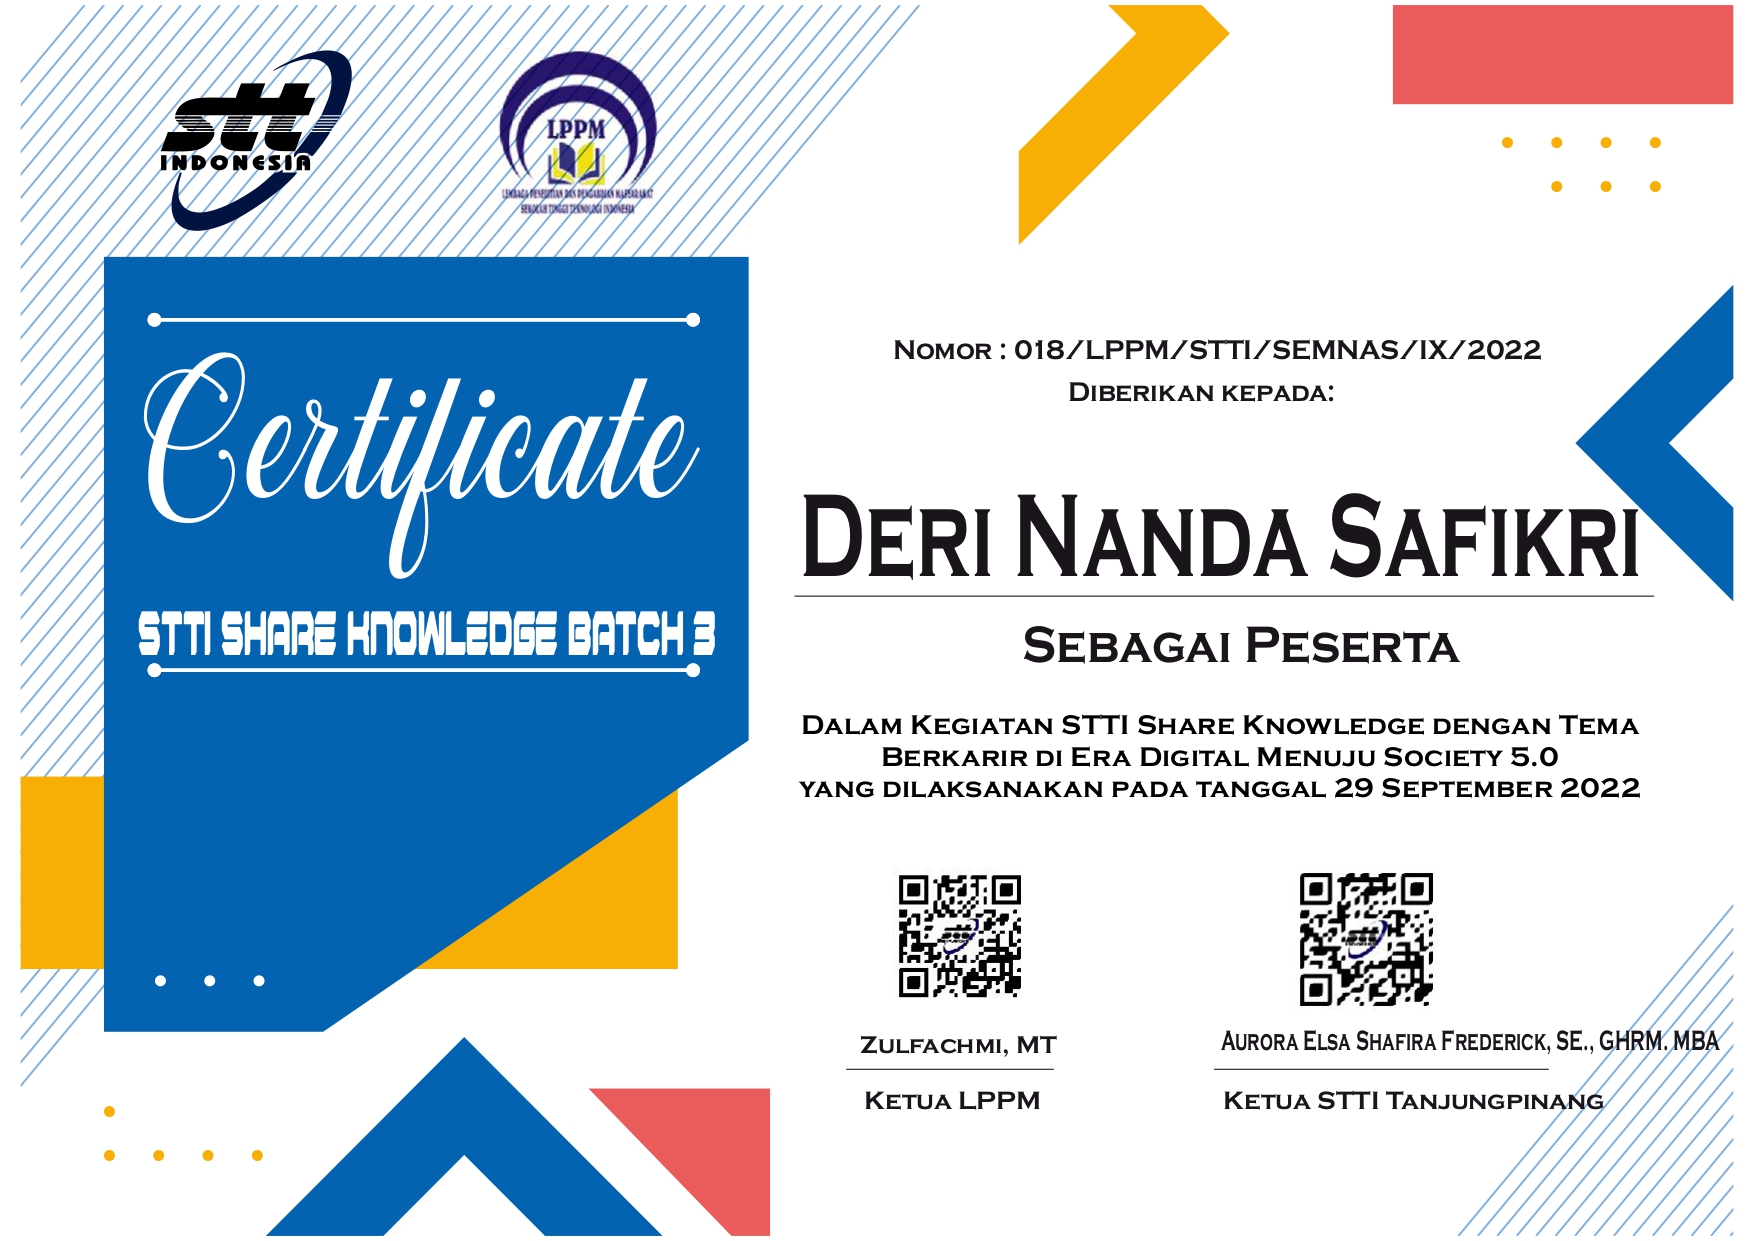 stt
INDONESIA
LPPM
LEMBAGA PENELITIAN DAN PENGABDIAN MASYARAKAT
SEKOLAH TINGGI TEKNOLOGI INDONESIA
Certificate
STTI SHARE KNOWLEDGE BATCH 3
NOMOR : 018/LPPM/STTI/SEMNAS/IX/2022
DIBERIKAN KEPADA:
DERI NANDA SAFIKRI
SEBAGAI PESERTA
DALAM KEGIATAN STTI SHARE KNOWLEDGE DENGAN TEMA
BERKARIR DI ERA DIGITAL MENUJU SOCIETY 5.0
YANG DILAKSANAKAN PADA TANGGAL 29 SEPTEMBER 2022
ZULFACHMI, MT
KETUA LPPM
AURORA ELSA SHAFIRA FREDERICK, SE., GHRM. MBA
KETUA STTI TANJUNGPINANG